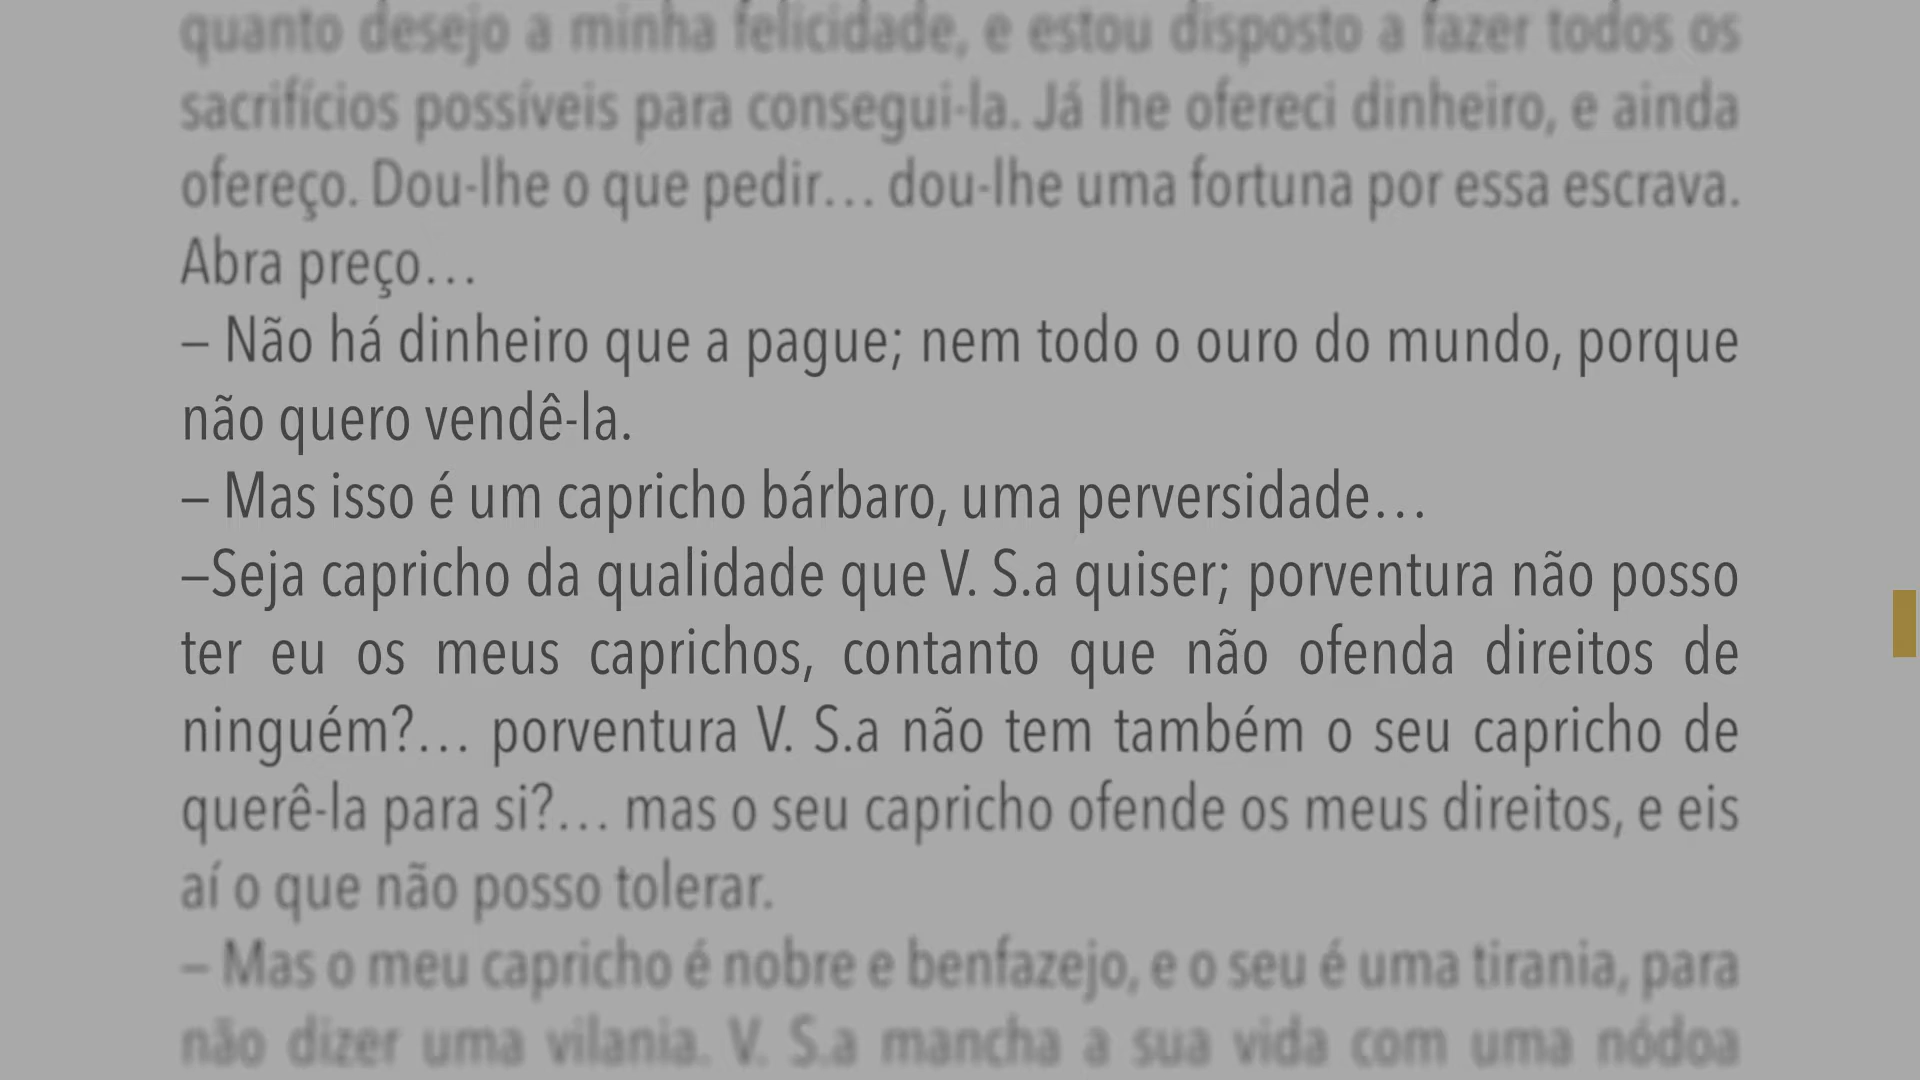 quanto desejo a minha felicidade, e estou disposto a fazer todos os
sacrifícios possíveis para consegui-la. Já lhe ofereci dinheiro, e ainda
ofereço. Dou-lhe o que pedir… dou-lhe uma fortuna por essa escrava.
Abra preço…
– Não há dinheiro que a pague; nem todo o ouro do mundo, porque
não quero vendê-la.
– Mas isso é um capricho bárbaro, uma perversidade…
–Seja capricho da qualidade que V. S.a quiser; porventura não posso
ter eu os meus caprichos, contanto que não ofenda direitos de
ninguém?… porventura V. S.a não tem também o seu capricho de
querê-la para si?… mas o seu capricho ofende os meus direitos, e eis
aí o que não posso tolerar.
– Mas o meu capricho é nobre e benfazejo, e o seu é uma tirania, para
não dizer uma vilania. V. S.a mancha a sua vida com uma nódoa